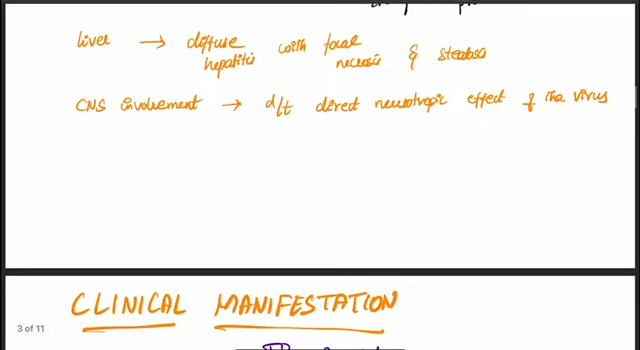 liver → diffuse hepatitis with focal necrosis & steatosis
CNS involvement → d/t direct neurotropic effect of the virus
CLINICAL MANIFESTATION
3 of 11